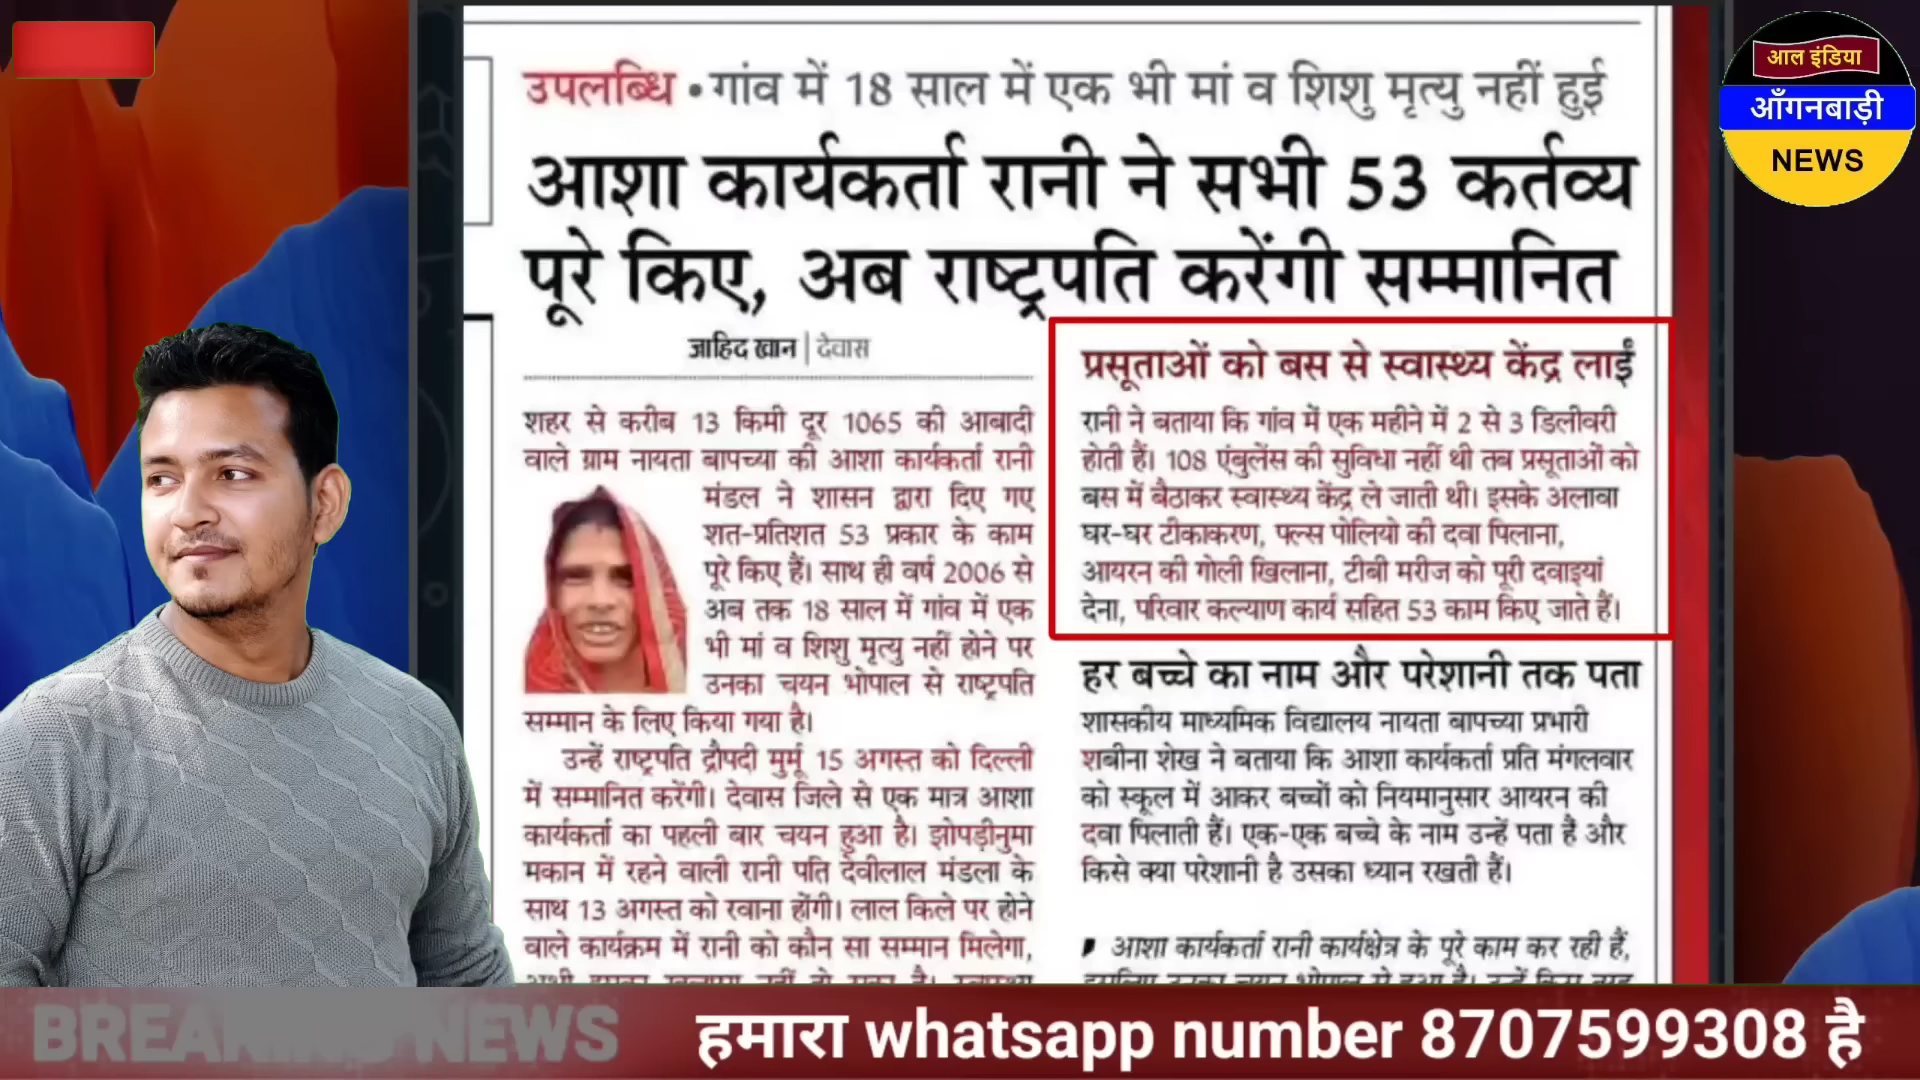 आल इंडिया
आँगनबाड़ी
NEWS
उपलब्धि • गांव में 18 साल में एक भी मां व शिशु मृत्यु नहीं हुई
आशा कार्यकर्ता रानी ने सभी 53 कर्तव्य
पूरे किए, अब राष्ट्रपति करेंगी सम्मानित
जाहिद खान | देवास
शहर से करीब 13 किमी दूर 1065 की आबादी
वाले ग्राम नायता बापच्या की आशा कार्यकर्ता रानी
मंडल ने शासन द्वारा दिए गए
शत-प्रतिशत 53 प्रकार के काम
पूरे किए हैं। साथ ही वर्ष 2006 से
अब तक 18 साल में गांव में एक
भी मां व शिशु मृत्यु नहीं होने पर
उनका चयन भोपाल से राष्ट्रपति
सम्मान के लिए किया गया है।
उन्हें राष्ट्रपति द्रौपदी मुर्मू 15 अगस्त को दिल्ली
में सम्मानित करेंगी। देवास जिले से एक मात्र आशा
कार्यकर्ता का पहली बार चयन हुआ है। झोपड़ीनुमा
मकान में रहने वाली रानी पति देवीलाल मंडला के
साथ 13 अगस्त को रवाना होंगी। लाल किले पर होने
वाले कार्यक्रम में रानी को कौन सा सम्मान मिलेगा,
प्रसूताओं को बस से स्वास्थ्य केंद्र लाईं
रानी ने बताया कि गांव में एक महीने में 2 से 3 डिलीवरी
होती हैं। 108 एंबुलेंस की सुविधा नहीं थी तब प्रसूताओं को
बस में बैठाकर स्वास्थ्य केंद्र ले जाती थी। इसके अलावा
घर-घर टीकाकरण, पल्स पोलियो की दवा पिलाना,
आयरन की गोली खिलाना, टीबी मरीज को पूरी दवाइयां
देना, परिवार कल्याण कार्य सहित 53 काम किए जाते हैं।
हर बच्चे का नाम और परेशानी तक पता
शासकीय माध्यमिक विद्यालय नायता बापच्या प्रभारी
शबीना शेख ने बताया कि आशा कार्यकर्ता प्रति मंगलवार
को स्कूल में आकर बच्चों को नियमानुसार आयरन की
दवा पिलाती हैं। एक-एक बच्चे के नाम उन्हें पता हैं और
किसे क्या परेशानी है उसका ध्यान रखती हैं।
आशा कार्यकर्ता रानी कार्यक्षेत्र के पूरे काम कर रही हैं,
BREAKING NEWS
हमारा whatsapp number 8707599308 है